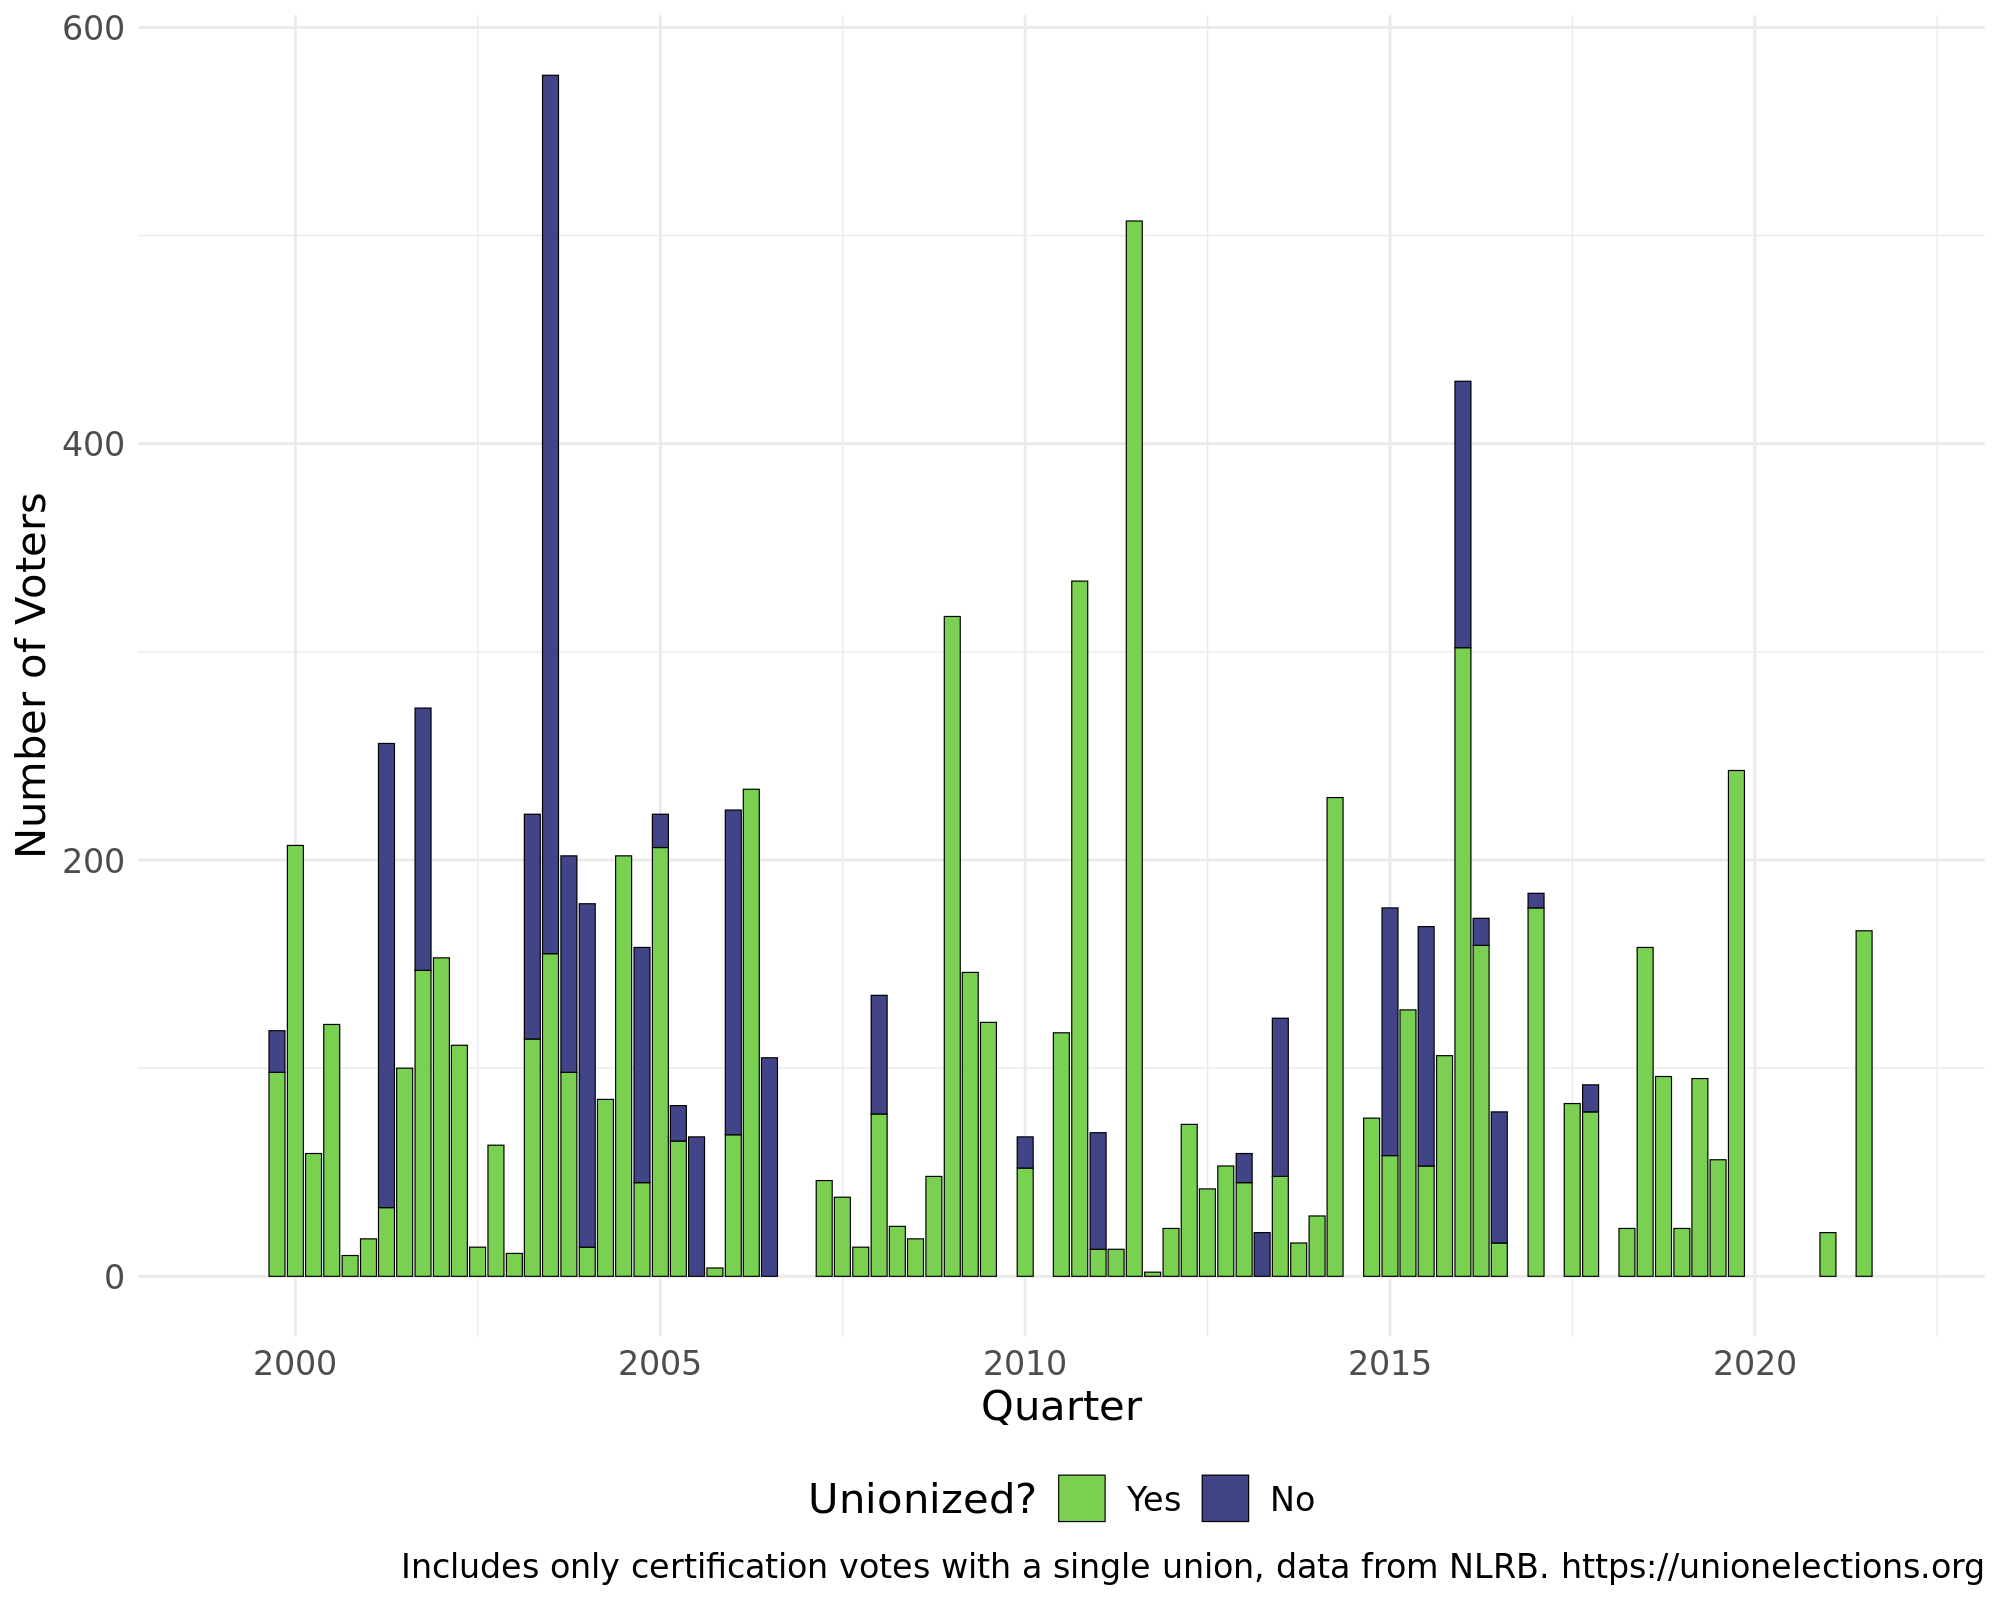 600
400
200
0
Number of Voters
2000 2005 2010 2015 2020
Quarter
Unionized? Yes No
Includes only certification votes with a single union, data from NLRB. https://unionelections.org